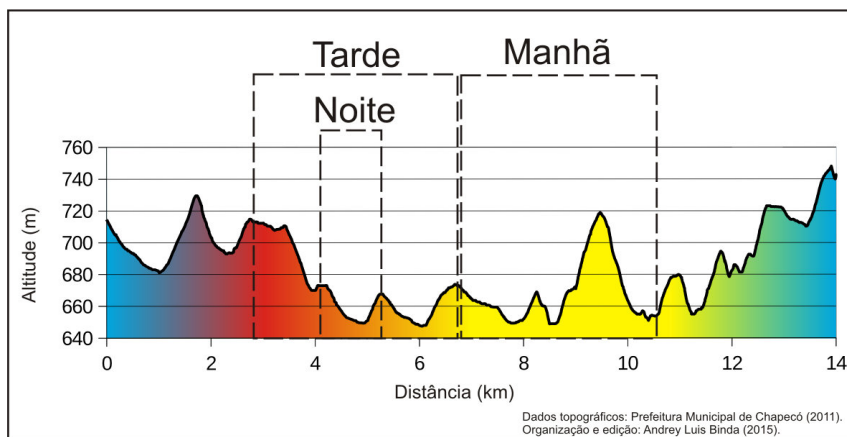 Tarde
Manhã
Noite
760
740
720
700
680
660
640
Altitude (m)
0 2 4 6 8 10 12 14
Distância (km)
Dados topográficos: Prefeitura Municipal de Chapecó (2011).
Organização e edição: Andrey Luis Binda (2015).